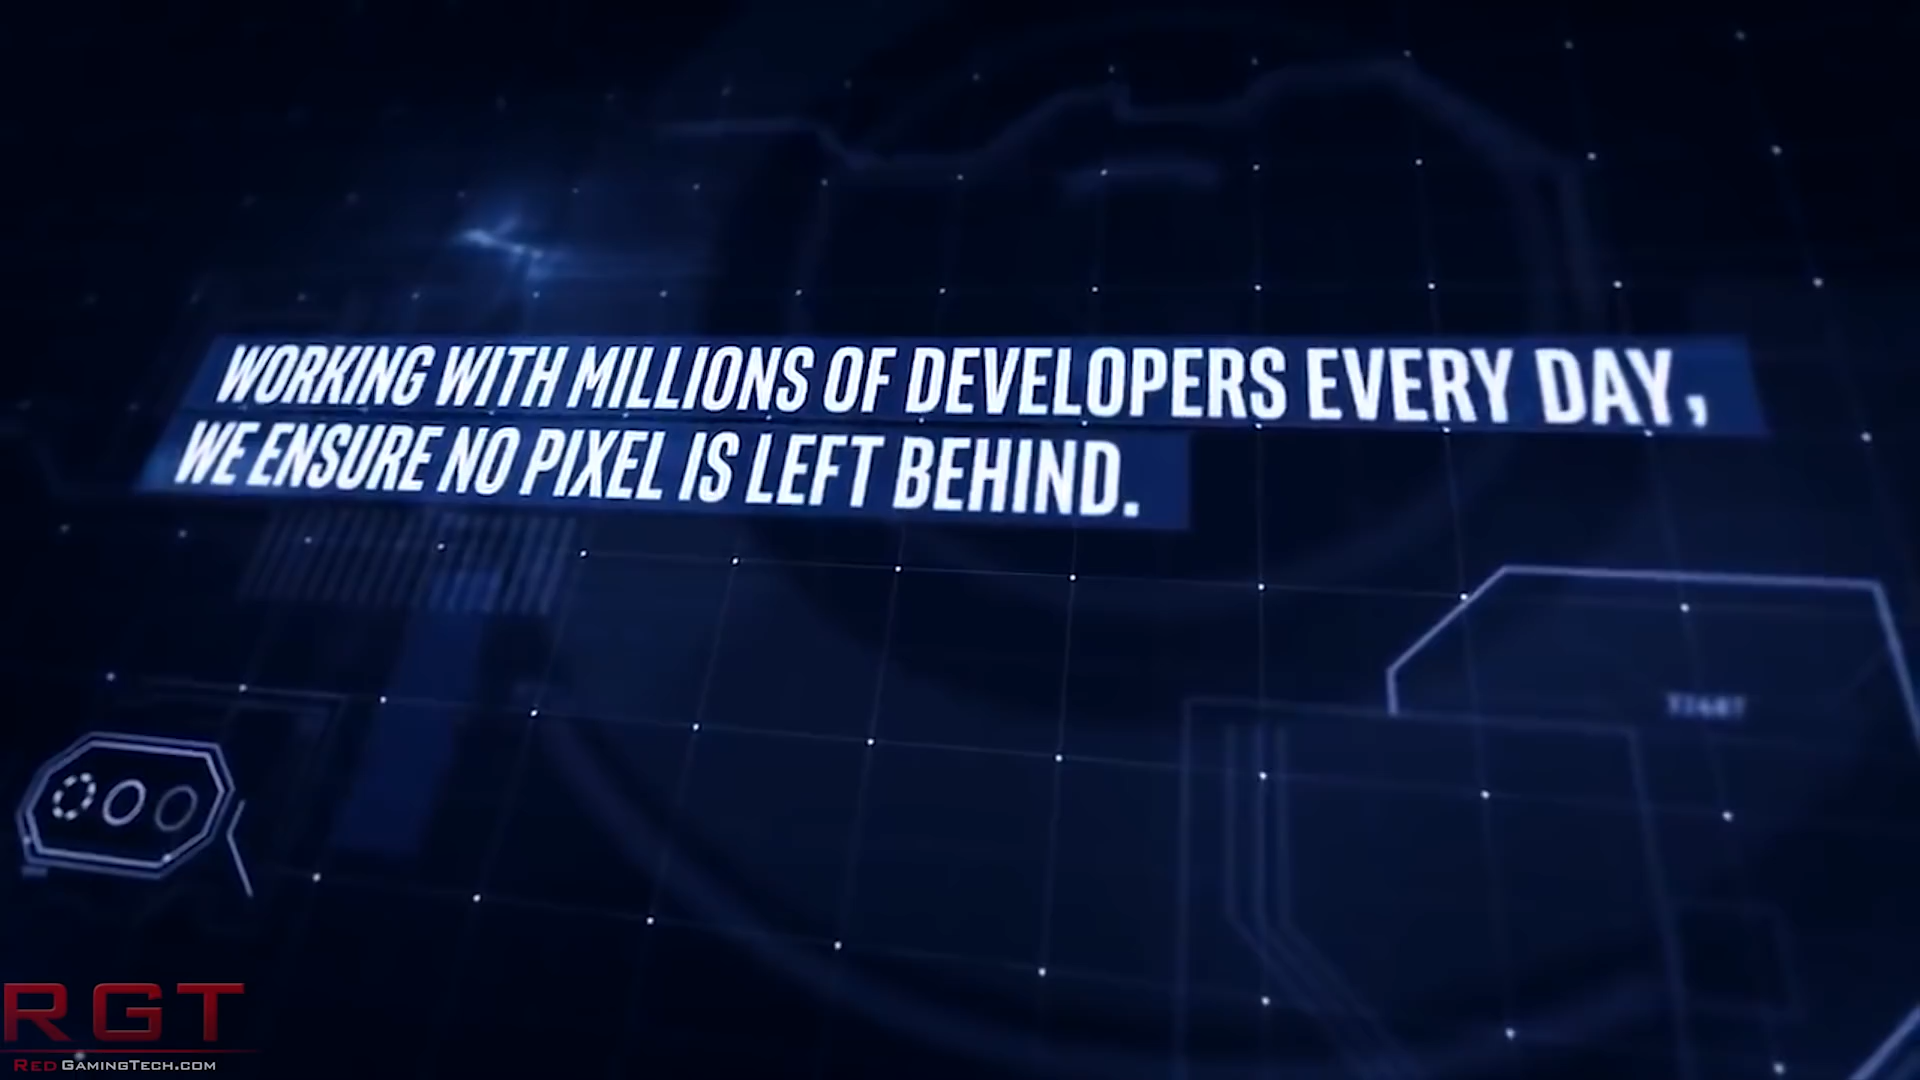 WORKING WITH MILLIONS OF DEVELOPERS EVERY DAY,
WE ENSURE NO PIXEL IS LEFT BEHIND.
RGT
REDGAMINGTECH.COM